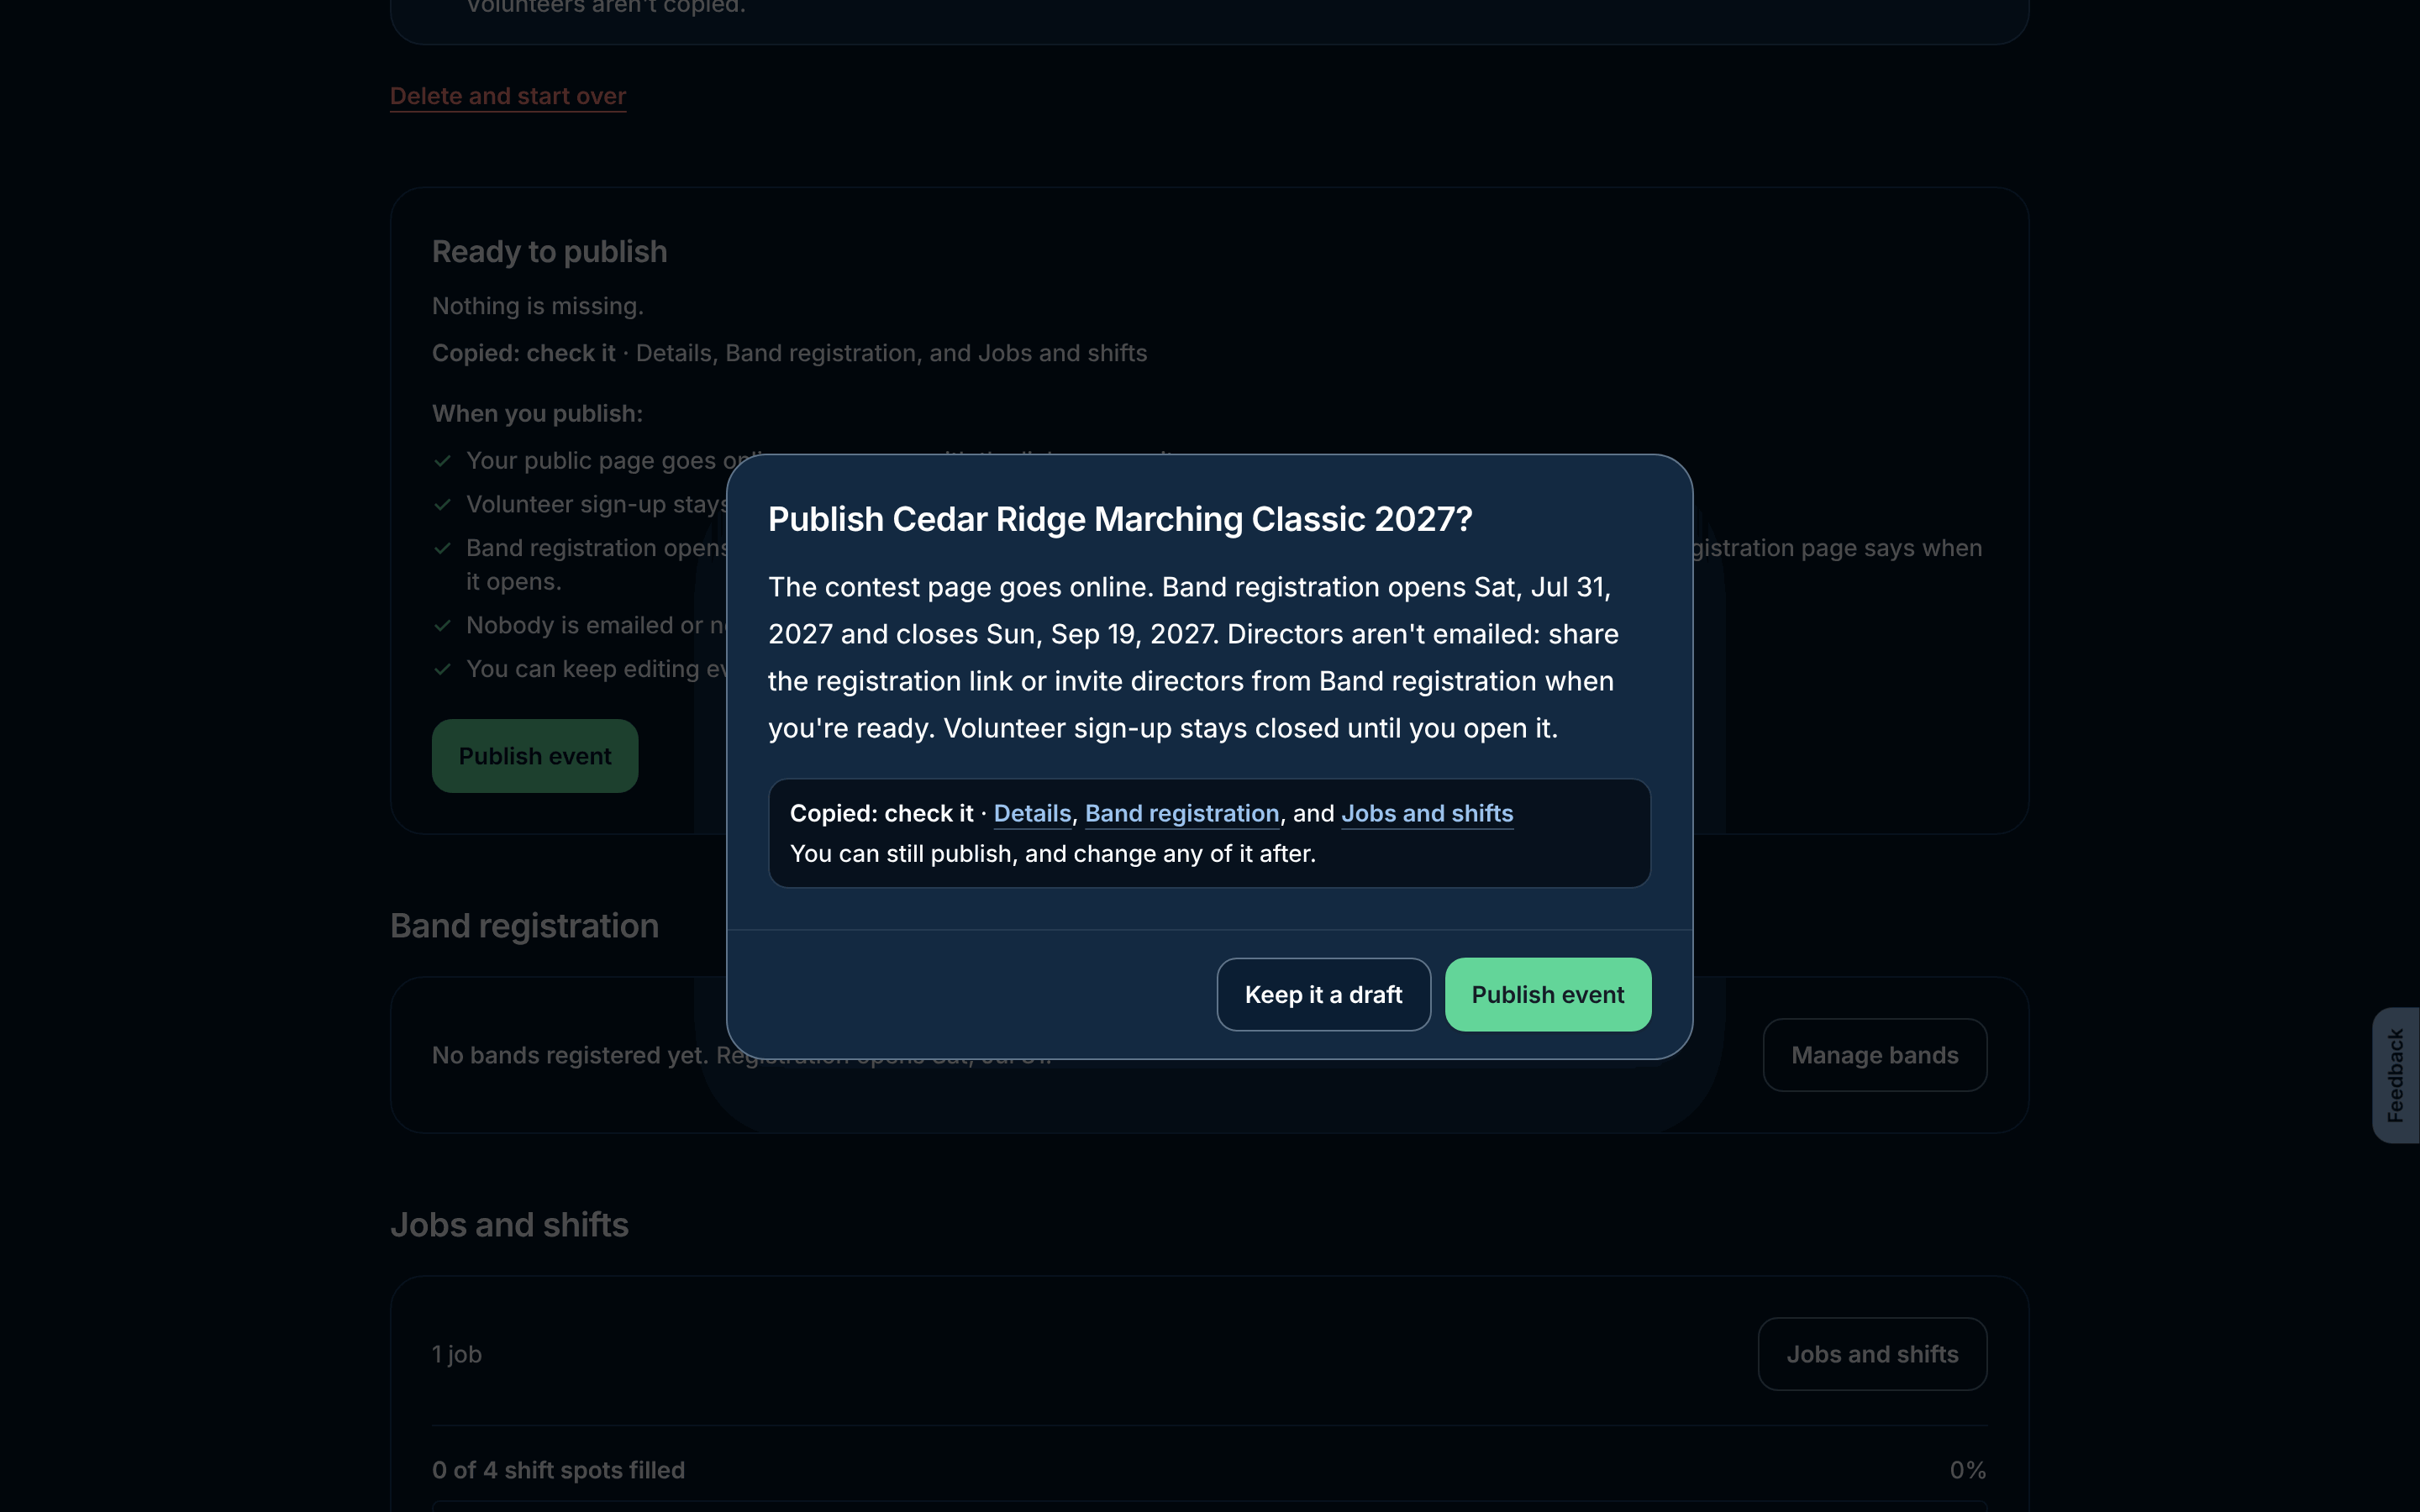 Volunteers aren't copied.
Delete and start over
Ready to publish
Nothing is missing.
Copied: check it · Details, Band registration, and Jobs and shifts
When you publish:
Your public page goes
Volunteer sign-up stays
Band registration opens
gistration page says when
it opens.
Nobody is emailed or
You can keep editing
Publish event
Publish Cedar Ridge Marching Classic 2027?
The contest page goes online. Band registration opens Sat, Jul 31,
2027 and closes Sun, Sep 19, 2027. Directors aren't emailed: share
the registration link or invite directors from Band registration when
you're ready. Volunteer sign-up stays closed until you open it.
Copied: check it · Details, Band registration, and Jobs and shifts
You can still publish, and change any of it after.
Keep it a draft
Publish event
Band registration
No bands registered yet. Registration opens Sat, Jul 31.
Manage bands
Feedback
Jobs and shifts
1 job
Jobs and shifts
0 of 4 shift spots filled
0%